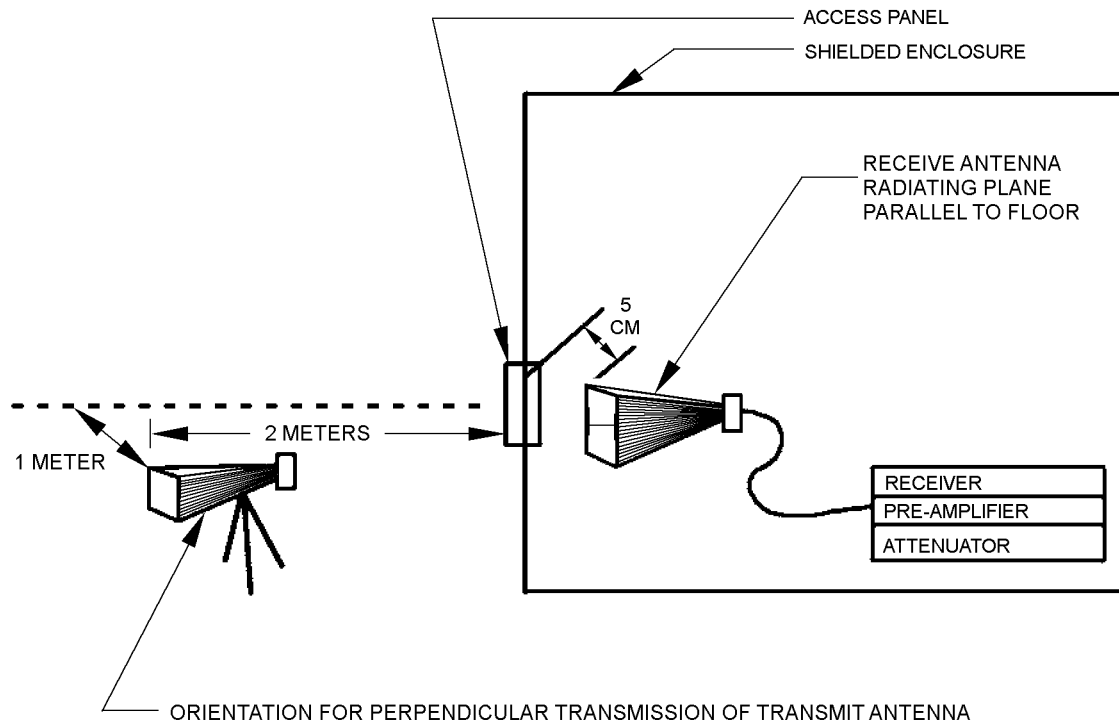 ACCESS PANEL
SHIELDED ENCLOSURE
RECEIVE ANTENNA
RADIATING PLANE
PARALLEL TO FLOOR
5
CM
2 METERS
1 METER
RECEIVER
PRE-AMPLIFIER
ATTENUATOR
ORIENTATION FOR PERPENDICULAR TRANSMISSION OF TRANSMIT ANTENNA